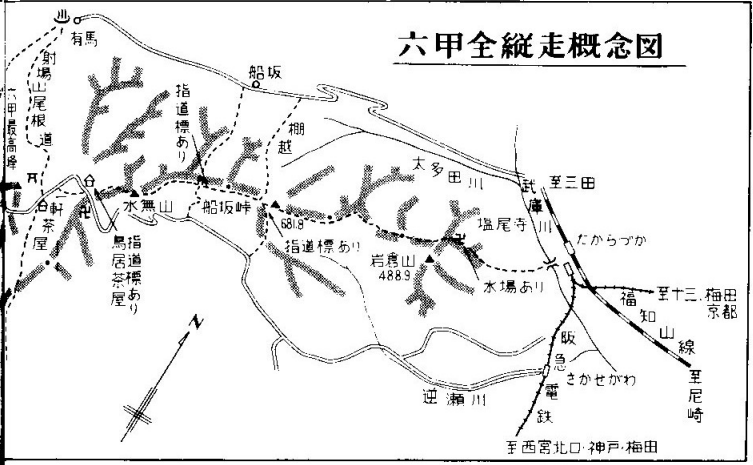 六甲全縦走概念図
有馬
射場山尾根道
六甲最高峰
船坂
指道標あり
棚越
太多田川
武庫川
至三田
たからづか
塩尾寺
一軒茶屋
水無山
船坂峠
681.8
指道標あり
岩倉山
488.9
水場あり
鳥居茶屋
指道標あり
至十三、梅田
京都
福知山線
至尼崎
阪急電鉄
さかせがわ
逆瀬川
至西宮北口・神戸・梅田
N